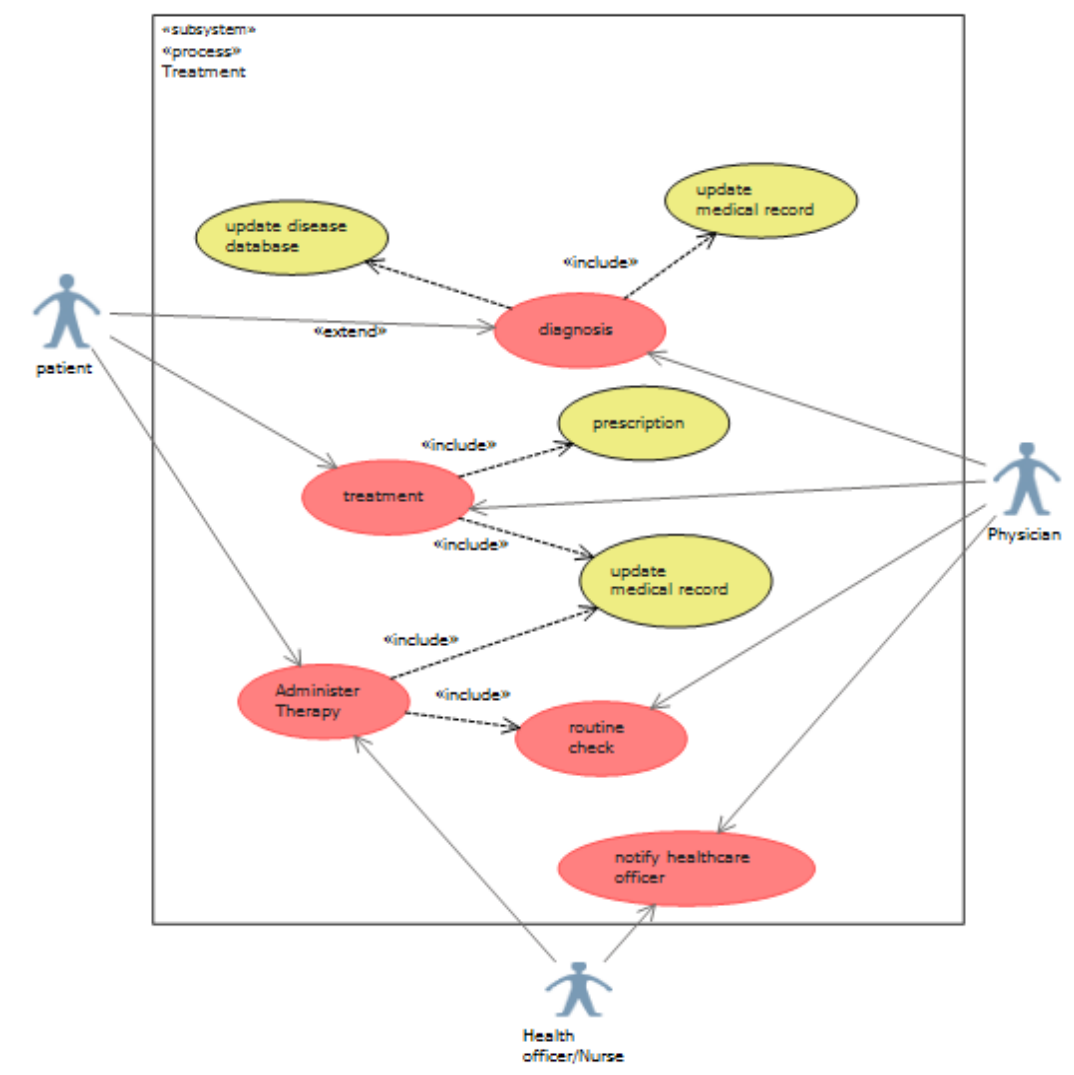 «subsystem»
«process»
Treatment
update
medical record
update disease
database
«include»
«extend»
diagnosis
patient
prescription
«include»
treatment
Physician
«include»
update
medical record
«include»
Administer
Therapy
«include»
routine
check
notify healthcare
officer
Health
officer/Nurse